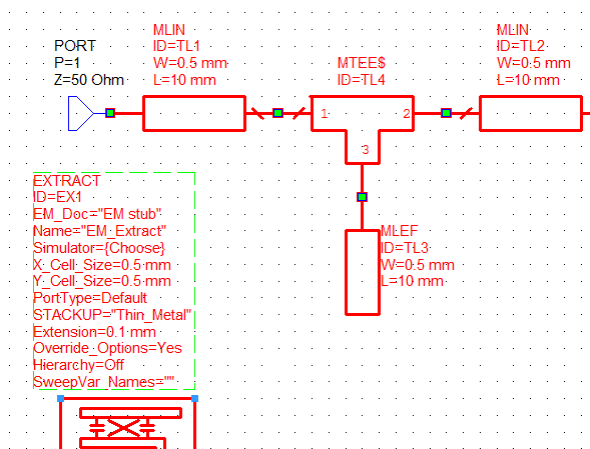 PORT
P=1
Z=50 Ohm
MLIN
ID=TL1
W=0.5 mm
L=10 mm
MTEE$
ID=TL4
MLIN
ID=TL2
W=0.5 mm
L=10 mm
1
2
3
MLEF
ID=TL3
W=0.5 mm
L=10 mm
EXTRACT
ID=EX1
EM_Doc="EM stub"
Name="EM_Extract"
Simulator={Choose}
X_Cell_Size=0.5 mm
Y_Cell_Size=0.5 mm
PortType=Default
STACKUP="Thin_Metal"
Extension=0.1 mm
Override_Options=Yes
Hierarchy=Off
SweepVar_Names=""